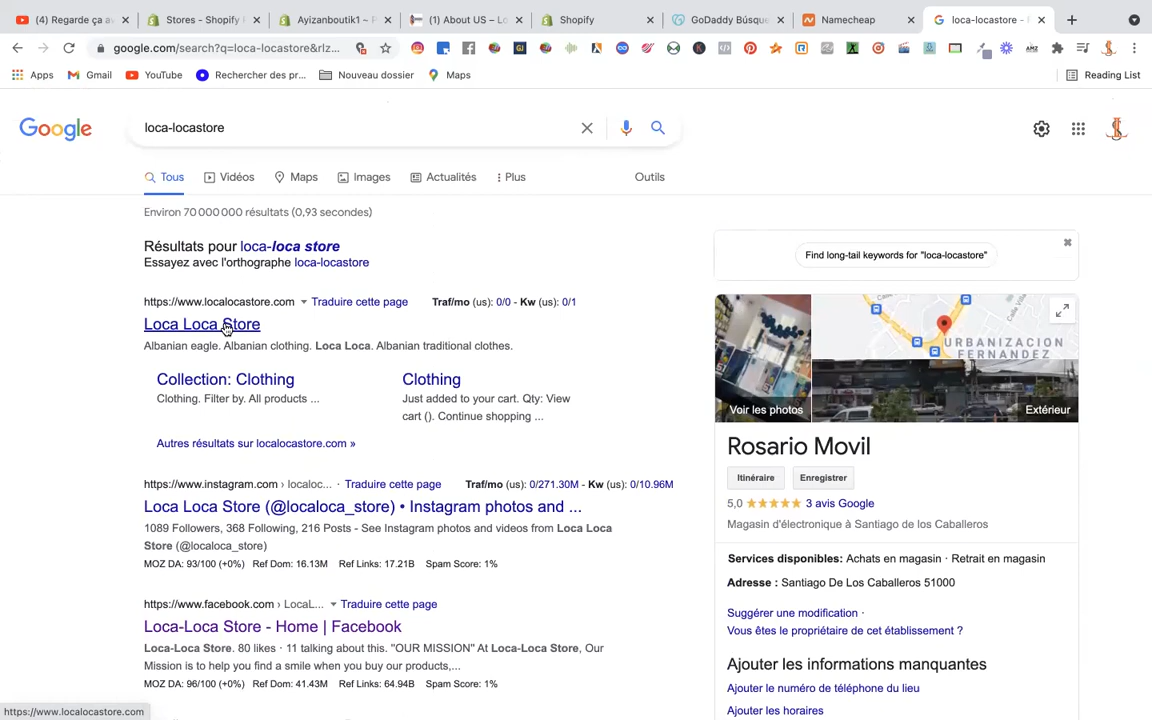 (4) Regarde ça av
Stores - Shopify
Ayizanboutik1 ~ P
(1) About US – Lo
Shopify
GoDaddy Búsque
Namecheap
loca-locastore -
google.com/search?q=loca-locastore&rlz...
Apps
Gmail
YouTube
Rechercher des pr...
Nouveau dossier
Maps
Reading List
Google
loca-locastore
Tous
Vidéos
Maps
Images
Actualités
Plus
Outils
Environ 70 000 000 résultats (0,93 secondes)
Résultats pour loca-loca store
Essayez avec l'orthographe loca-locastore
https://www.localocastore.com Traduire cette page Traf/mo (us): 0/0 - Kw (us): 0/1
Loca Loca Store
Albanian eagle. Albanian clothing. Loca Loca. Albanian traditional clothes.
Collection: Clothing
Clothing. Filter by. All products ...
Clothing
Just added to your cart. Qty: View
cart (). Continue shopping ...
Autres résultats sur localocastore.com »
https://www.instagram.com › localoc... · Traduire cette page Traf/mo (us): 0/271.30M - Kw (us): 0/10.96M
Loca Loca Store (@localoca_store) • Instagram photos and ...
1089 Followers, 368 Following, 216 Posts - See Instagram photos and videos from Loca Loca
Store (@localoca_store)
MOZ DA: 93/100 (+0%) Ref Dom: 16.13M Ref Links: 17.21B Spam Score: 1%
https://www.facebook.com › LocaL... Traduire cette page
Loca-Loca Store - Home | Facebook
Loca-Loca Store. 80 likes · 11 talking about this. "OUR MISSION" At Loca-Loca Store, Our
Mission is to help you find a smile when you buy our products,...
MOZ DA: 96/100 (+0%) Ref Dom: 41.43M Ref Links: 64.94B Spam Score: 1%
https://www.localocastore.com
Find long-tail keywords for "loca-locastore"
URBANIZACION
FERNANDEZ
Voir les photos
Extérieur
Rosario Movil
Itinéraire
Enregistrer
5,0 3 avis Google
Magasin d'électronique à Santiago de los Caballeros
Services disponibles: Achats en magasin · Retrait en magasin
Adresse : Santiago De Los Caballeros 51000
Suggérer une modification ·
Vous êtes le propriétaire de cet établissement ?
Ajouter les informations manquantes
Ajouter le numéro de téléphone du lieu
Ajouter les horaires